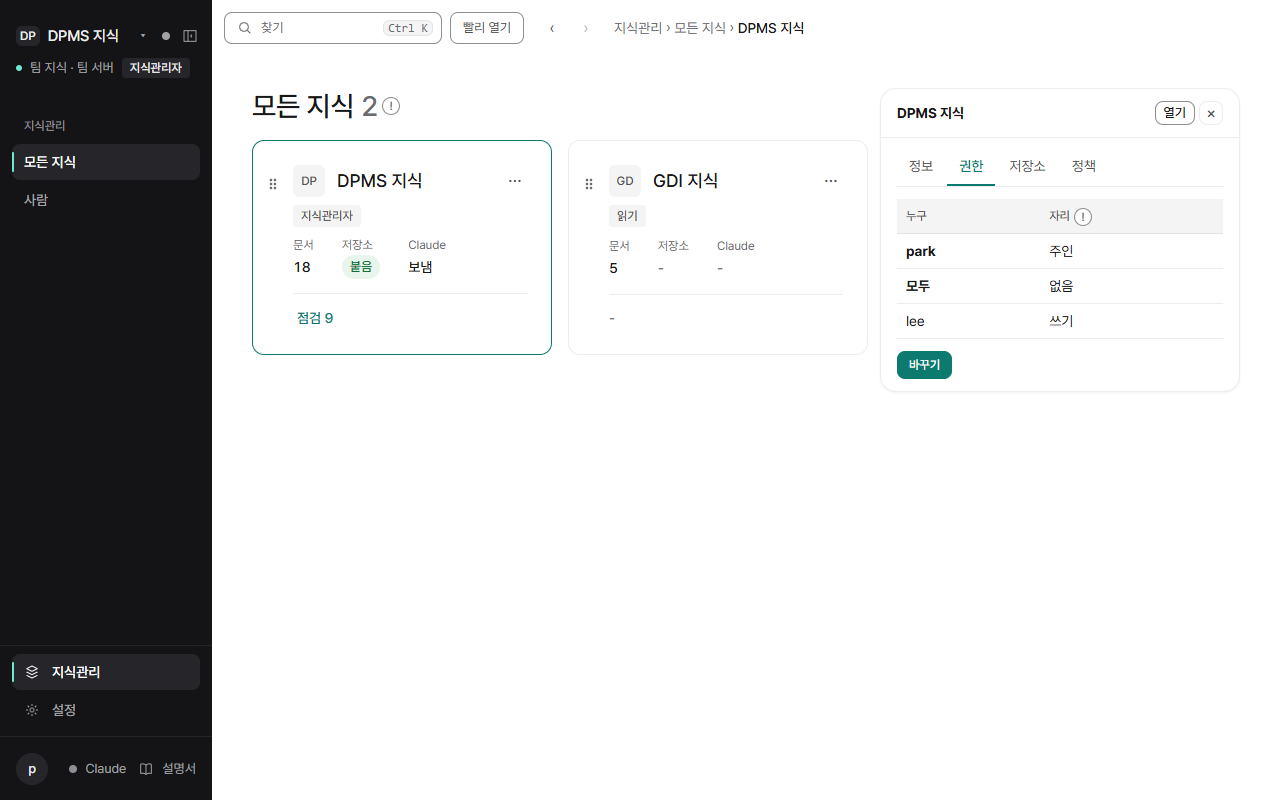 DP DPMS 지식
팀 지식 · 팀 서버 지식관리자
지식관리
모든 지식
사람
지식관리
설정
p Claude 설명서
찾기 Ctrl K 빨리 열기 ‹ › 지식관리 › 모든 지식 › DPMS 지식
모든 지식 2 !
DP DPMS 지식 ···
지식관리자
문서 저장소 Claude
18 붙음 보냄
점검 9
GD GDI 지식 ···
읽기
문서 저장소 Claude
5 - -
-
DPMS 지식 열기 ×
정보 권한 저장소 정책
누구 자리 !
park 주인
모두 없음
lee 쓰기
바꾸기